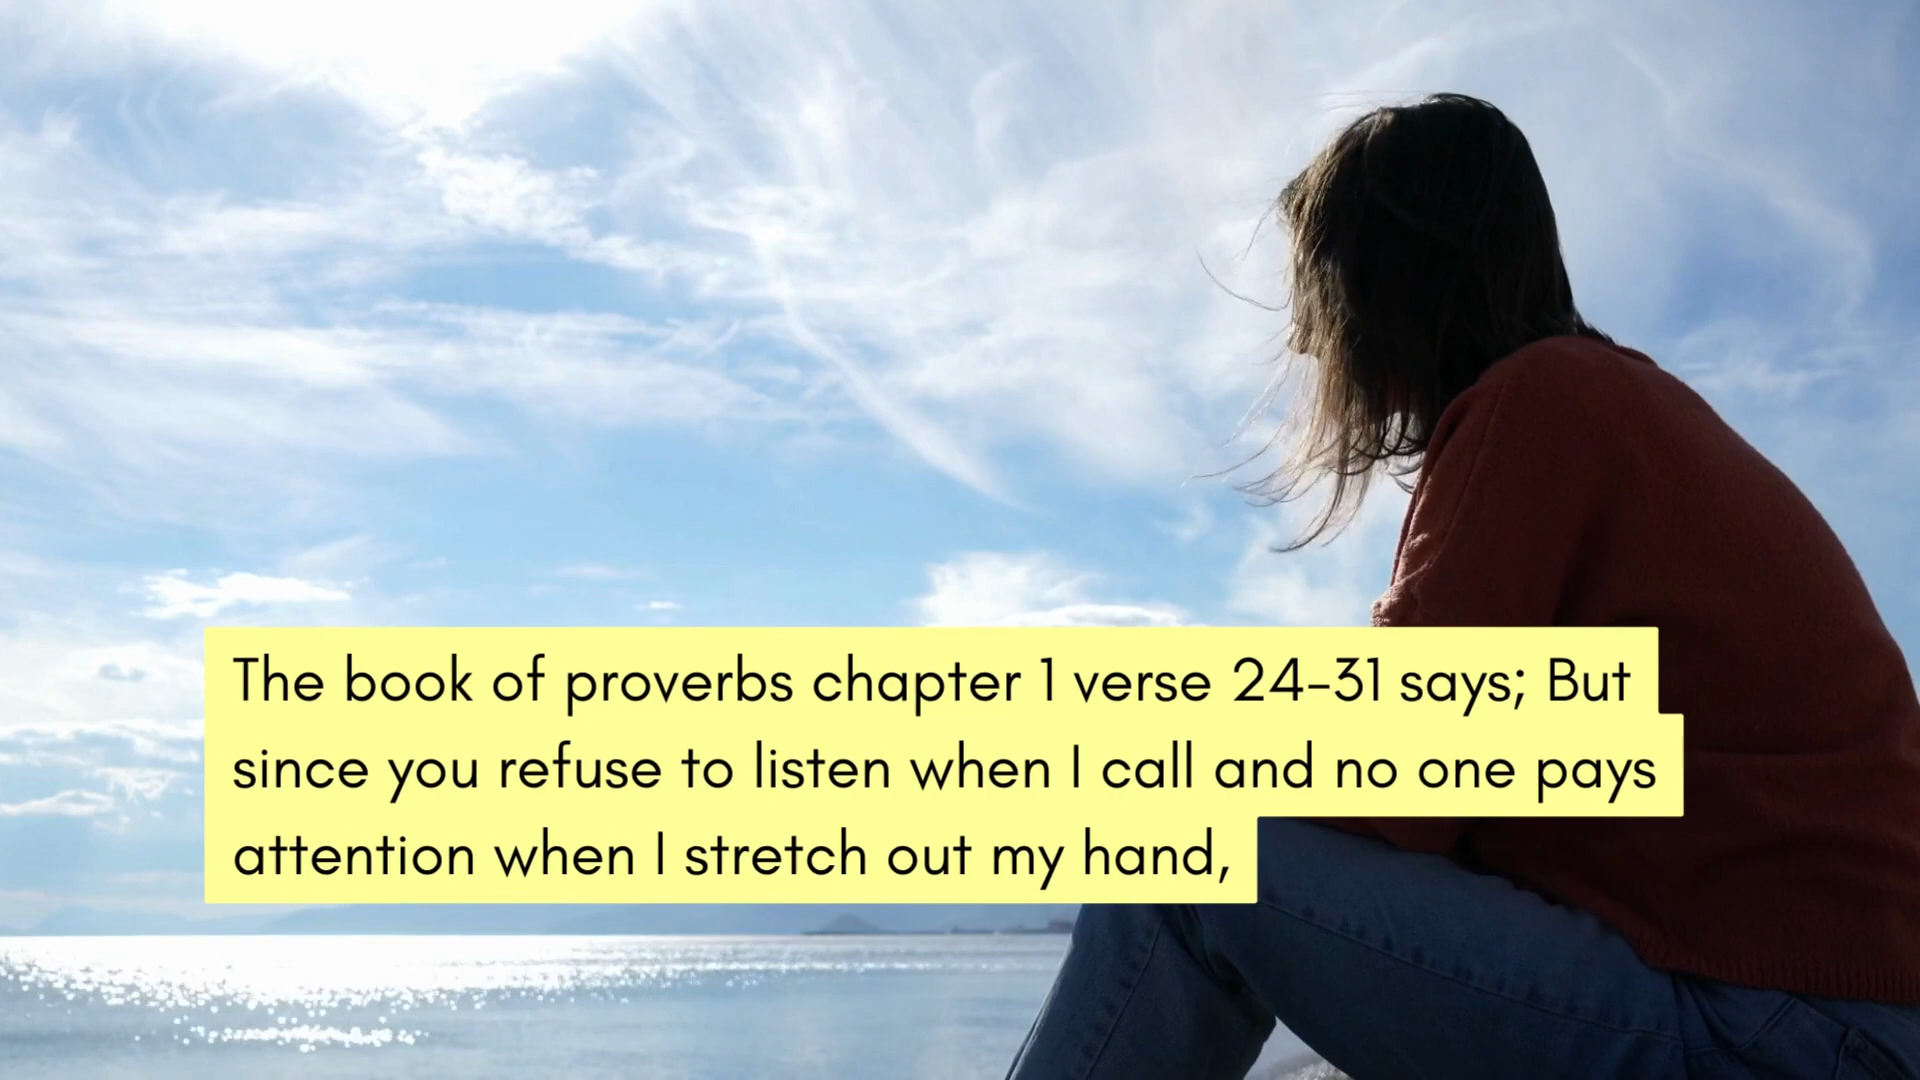 The book of proverbs chapter 1 verse 24-31 says; But
since you refuse to listen when I call and no one pays
attention when I stretch out my hand,